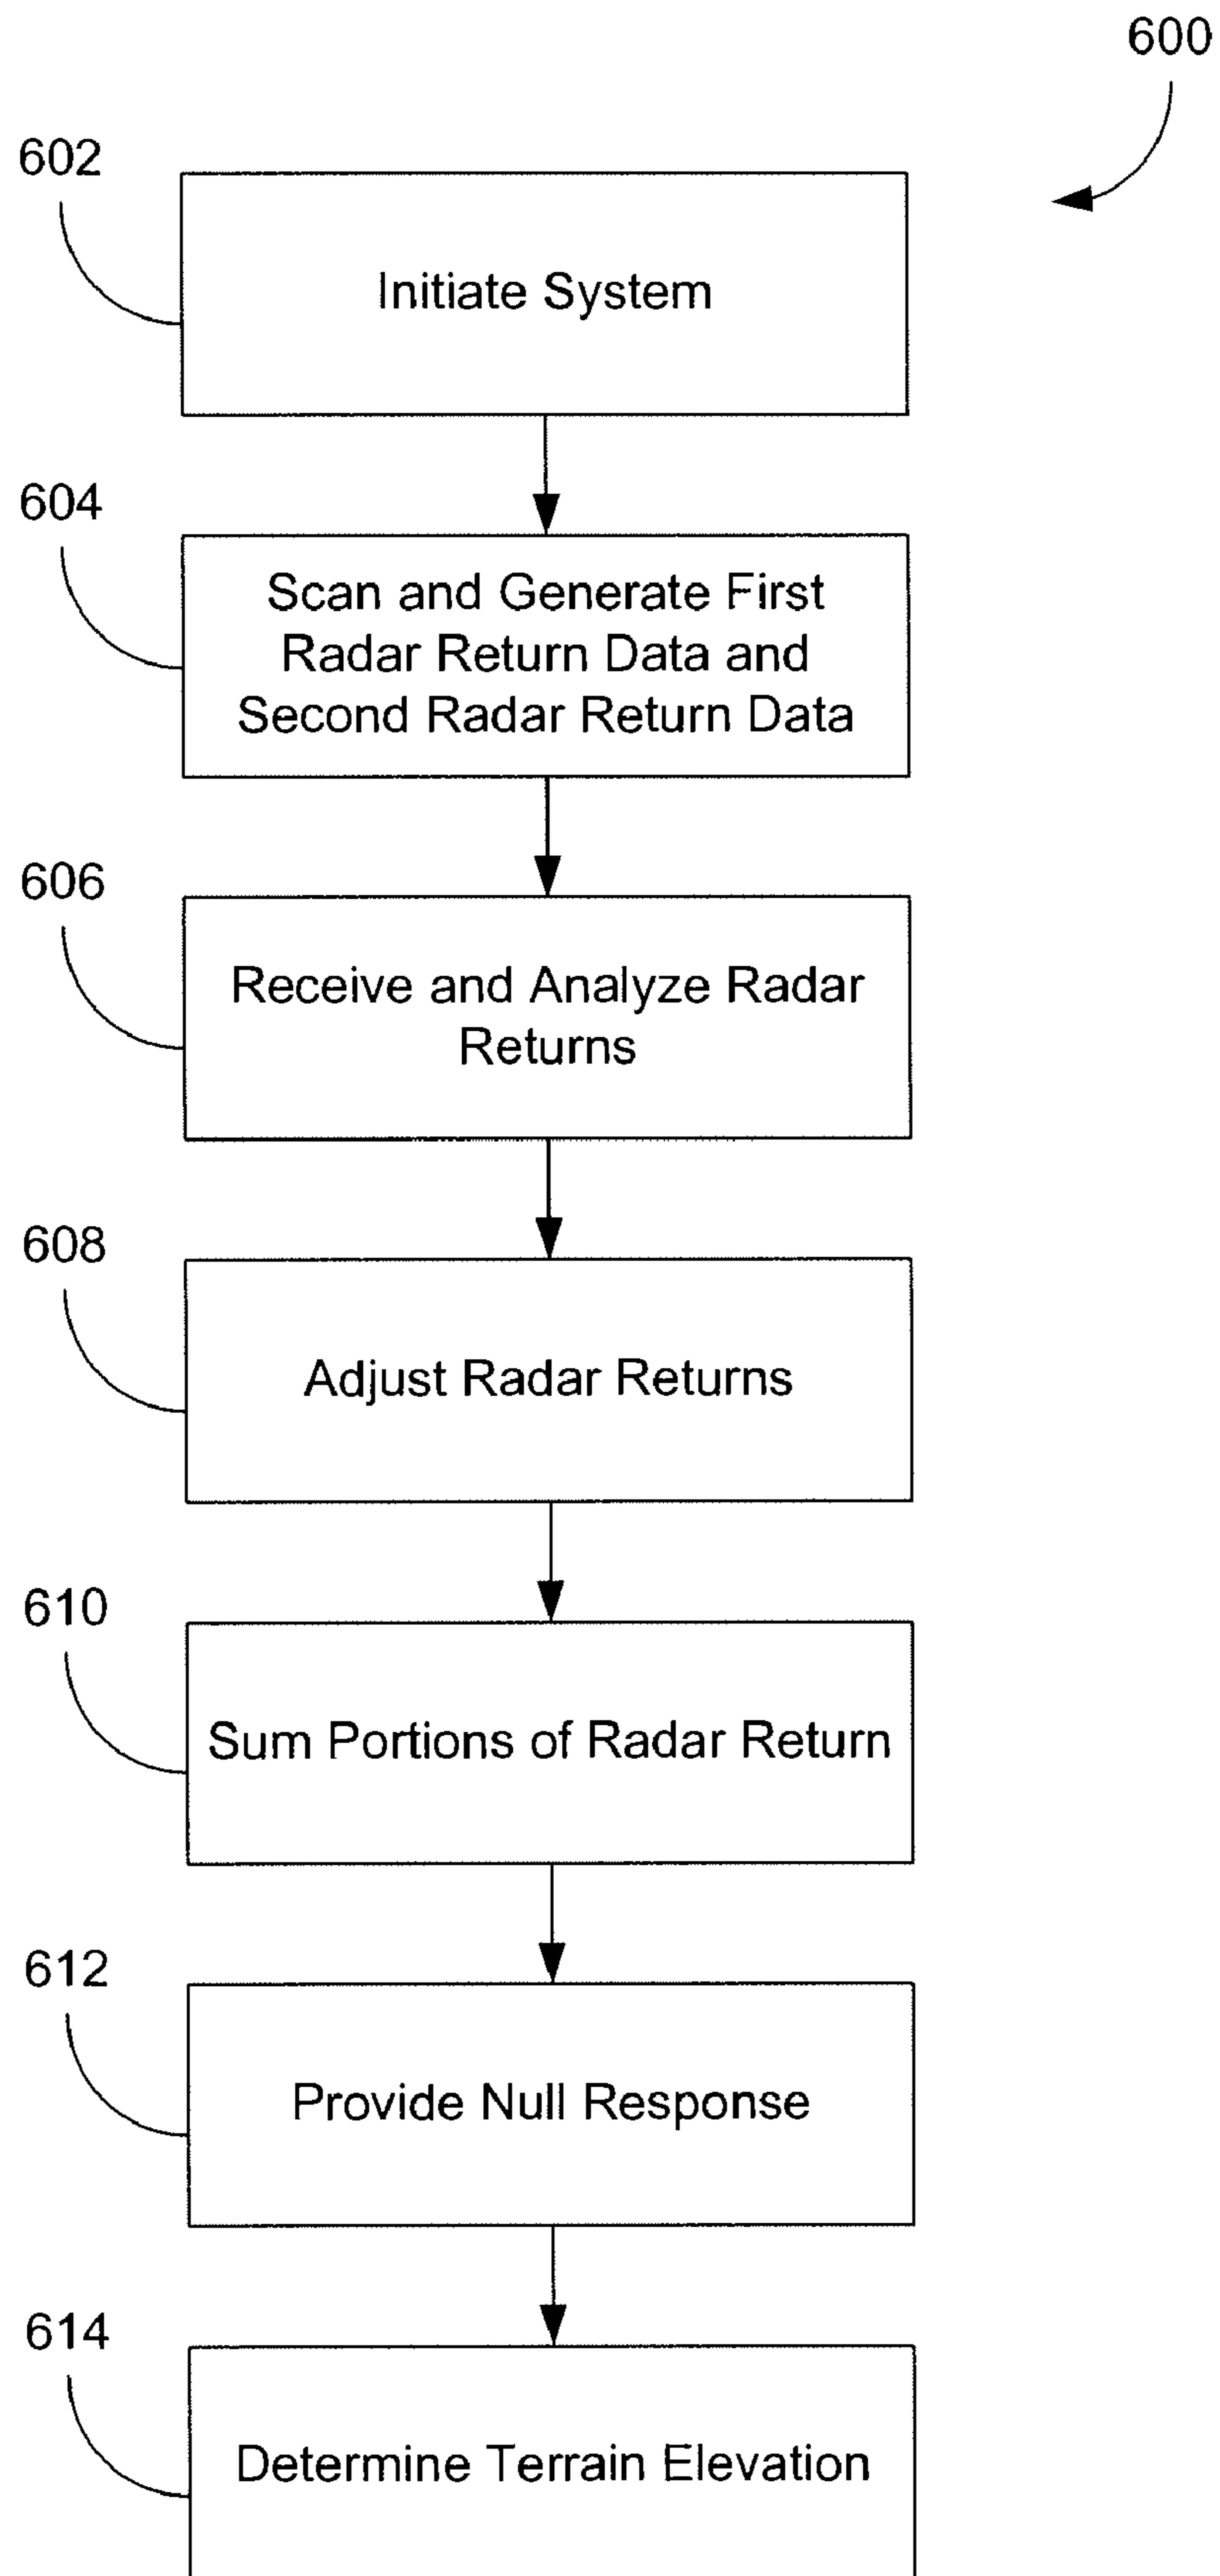 600
602
Initiate System
604
Scan and Generate First
Radar Return Data and
Second Radar Return Data
606
Receive and Analyze Radar
Returns
608
Adjust Radar Returns
610
Sum Portions of Radar Return
612
Provide Null Response
614
Determine Terrain Elevation